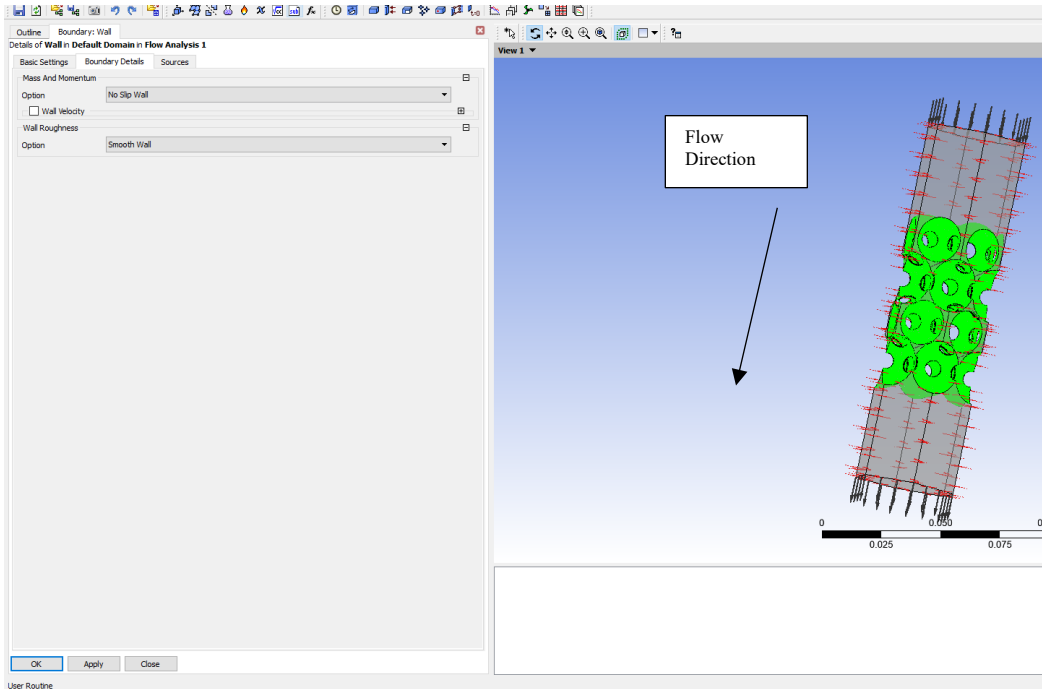 Outline Boundary: Wall
Details of Wall in Default Domain in Flow Analysis 1
Basic Settings Boundary Details Sources
Mass And Momentum
Option No Slip Wall
Wall Velocity
Wall Roughness
Option Smooth Wall
OK Apply Close
User Routine
View 1
Flow
Direction
0 0.050 0
0.025 0.075